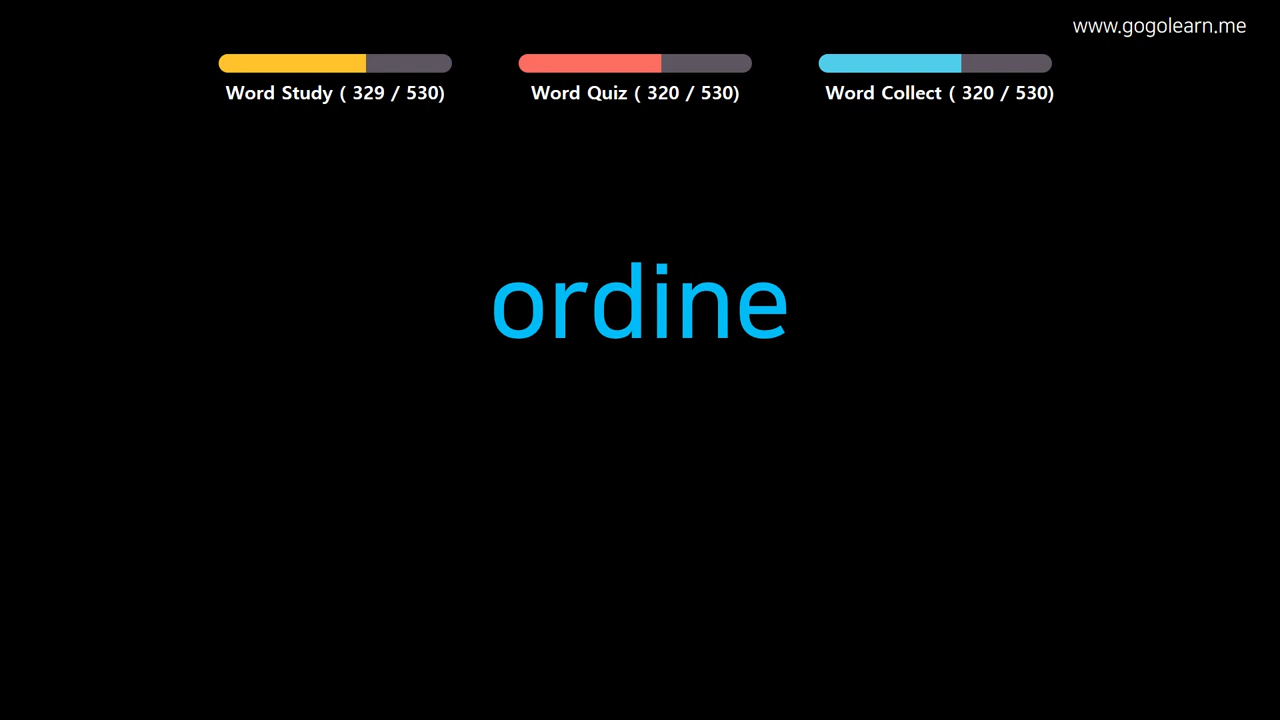 www.gogolearn.me
Word Study ( 329 / 530)
Word Quiz ( 320 / 530)
Word Collect ( 320 / 530)
ordine